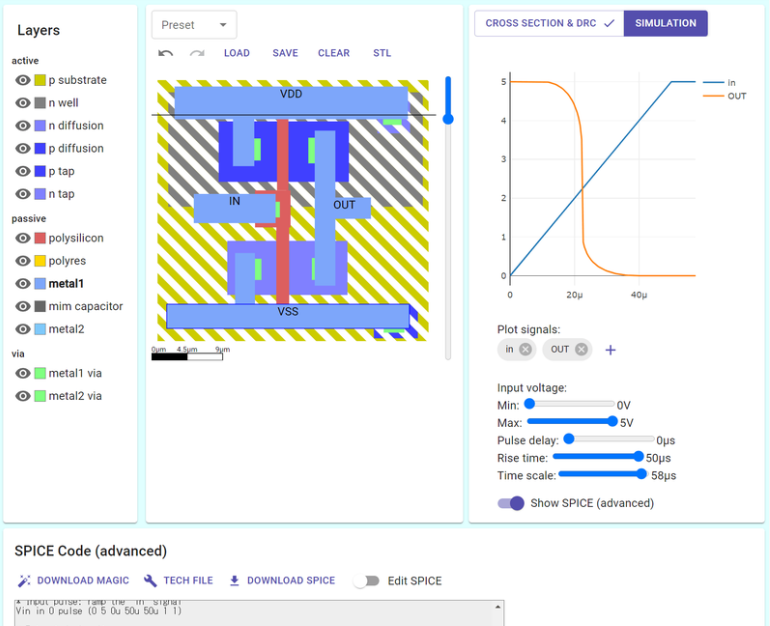 Layers
active
p substrate
n well
n diffusion
p diffusion
p tap
n tap
passive
polysilicon
polyres
metal1
mim capacitor
metal2
via
metal1 via
metal2 via
Preset
LOAD SAVE CLEAR STL
VDD
IN
OUT
VSS
0μm 4.5μm 9μm
CROSS SECTION & DRC SIMULATION
in
OUT
5
4
3
2
1
0
0 20μ 40μ
Plot signals:
in OUT
Input voltage:
Min: 0V
Max: 5V
Pulse delay: 0μs
Rise time: 50μs
Time scale: 58μs
Show SPICE (advanced)
SPICE Code (advanced)
DOWNLOAD MAGIC TECH FILE DOWNLOAD SPICE Edit SPICE
* Input pulse: ramp the 'in' signal
Vin in 0 pulse (0 5 0u 50u 50u 1 1)